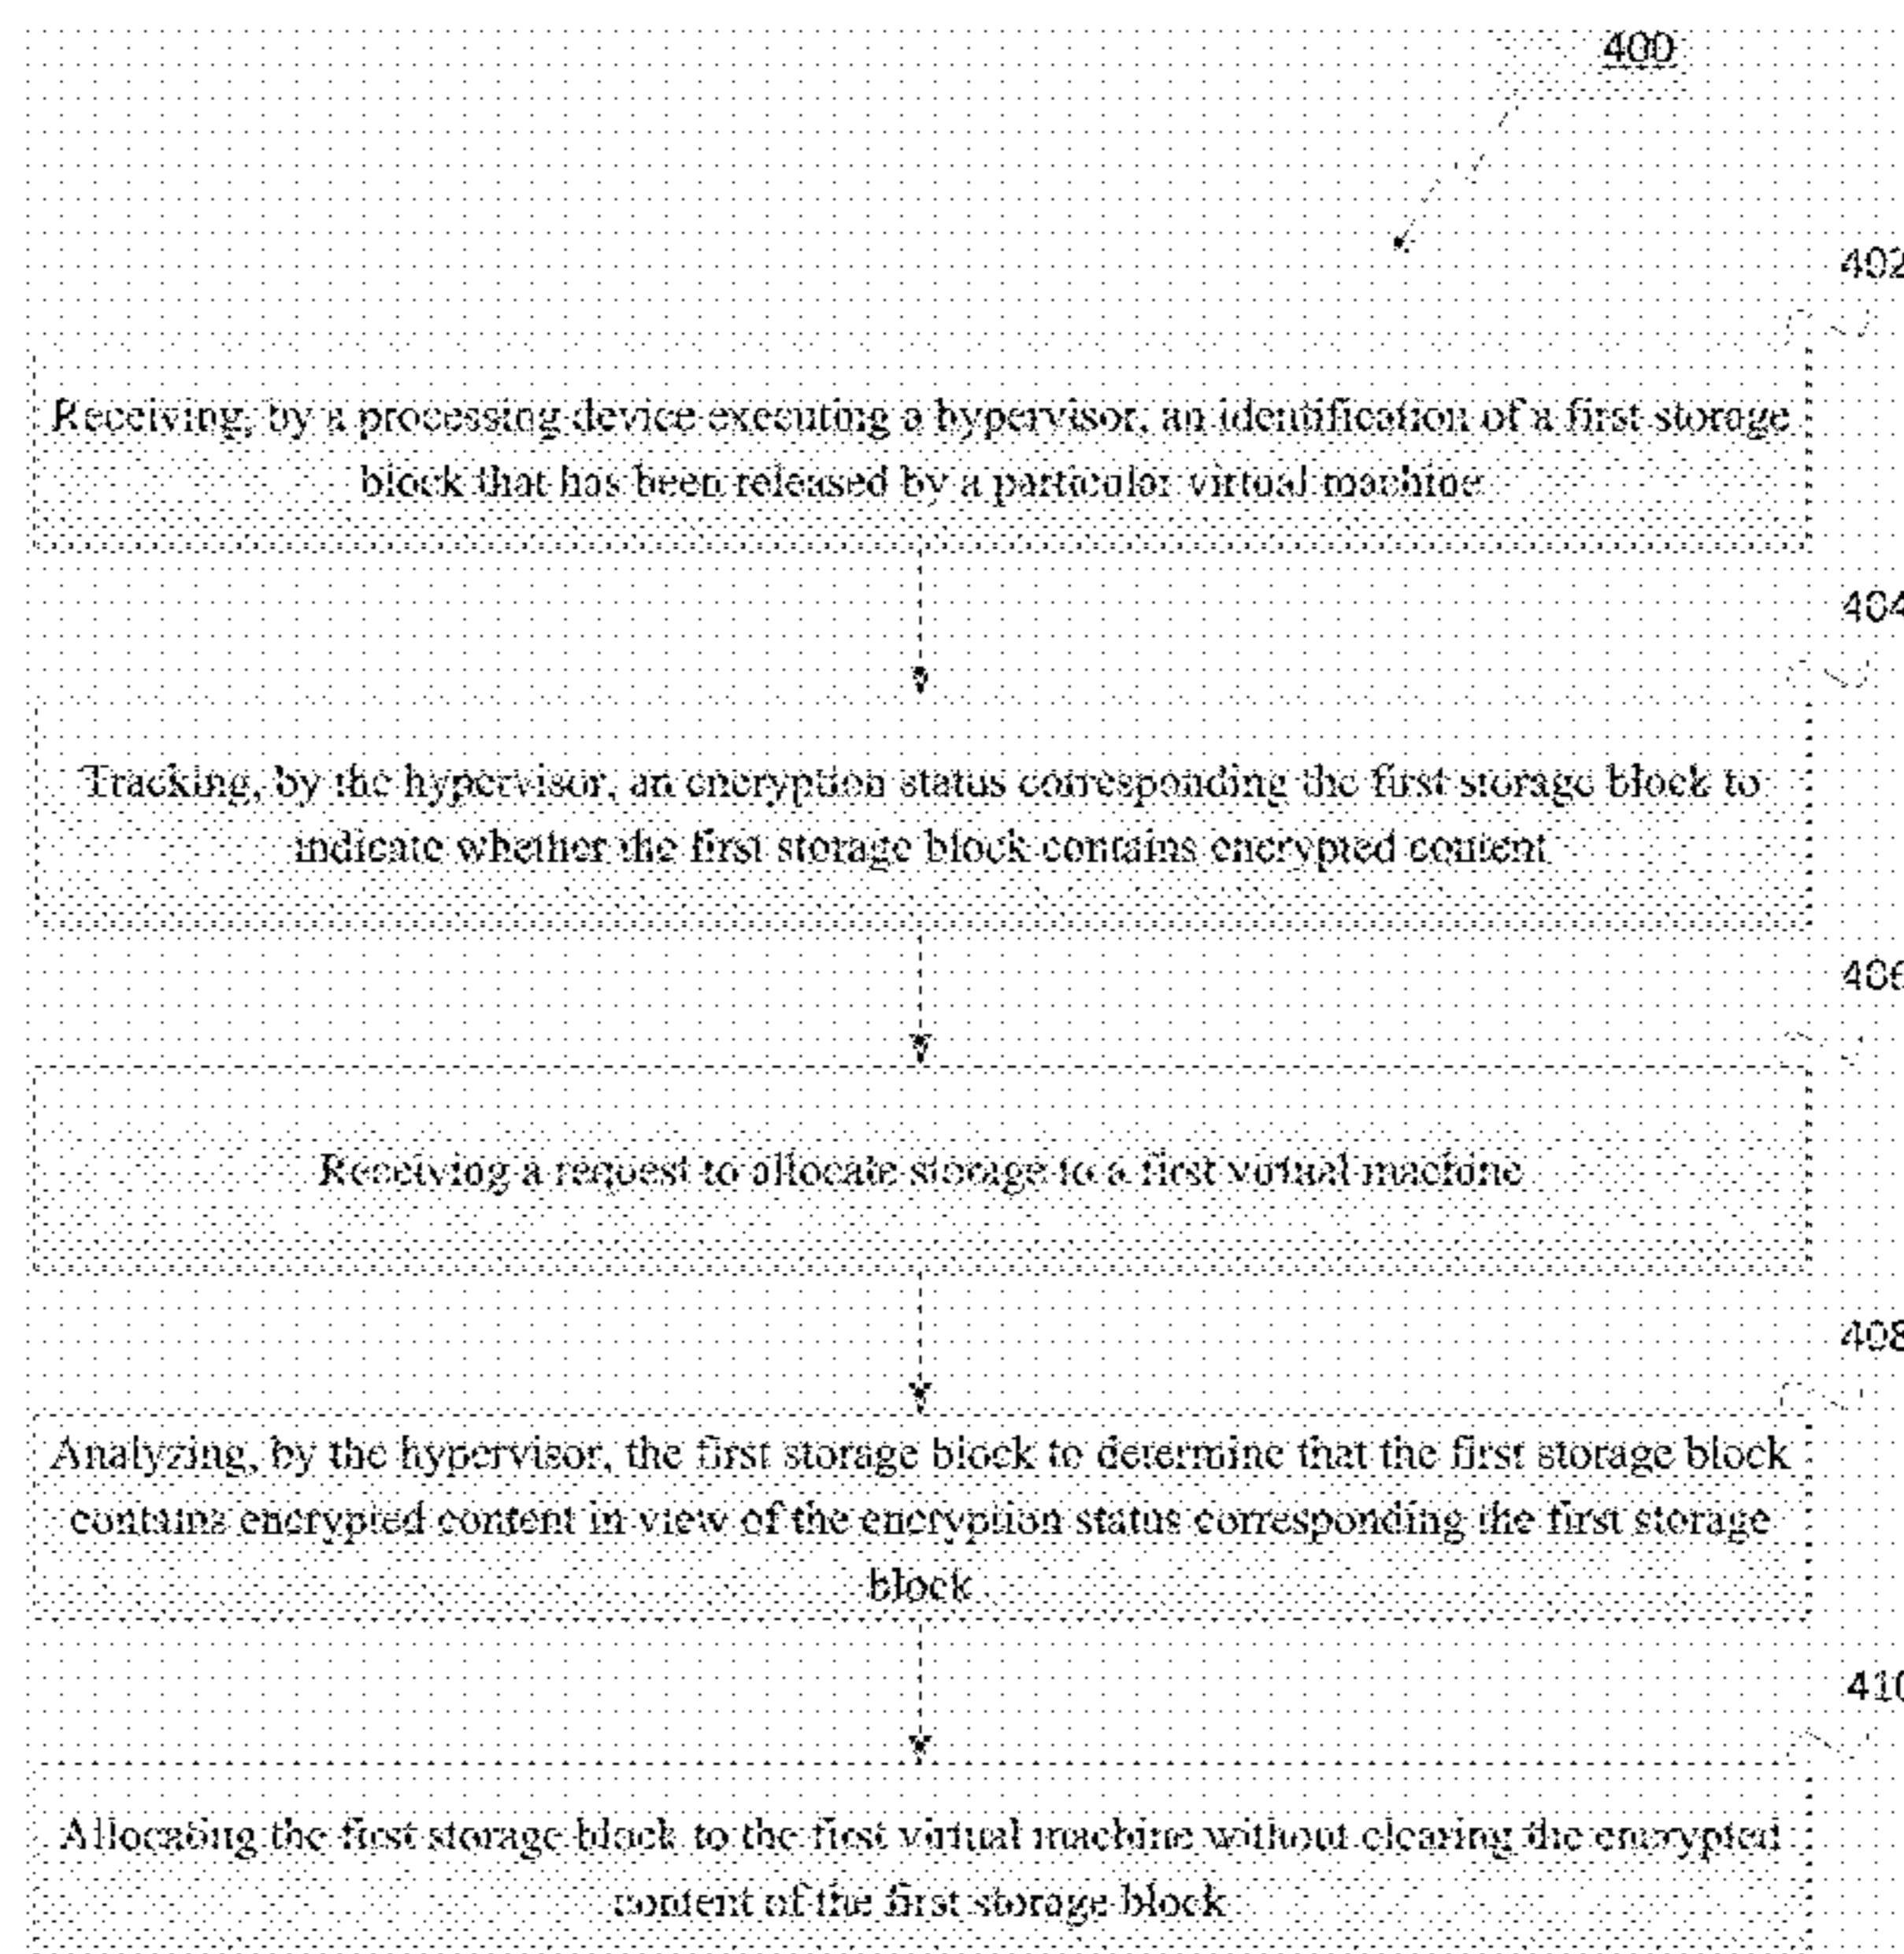 400
402
Receiving, by a processing device executing a hypervisor, an identification of a first storage
block that has been released by a particular virtual machine
404
Tracking, by the hypervisor, an encryption status corresponding the first storage block to
indicate whether the first storage block contains encrypted content
406
Receiving a request to allocate storage to a first virtual machine
408
Analyzing, by the hypervisor, the first storage block to determine that the first storage block
contains encrypted content in view of the encryption status corresponding the first storage
block
410
Allocating the first storage block to the first virtual machine without clearing the encrypted
content of the first storage block